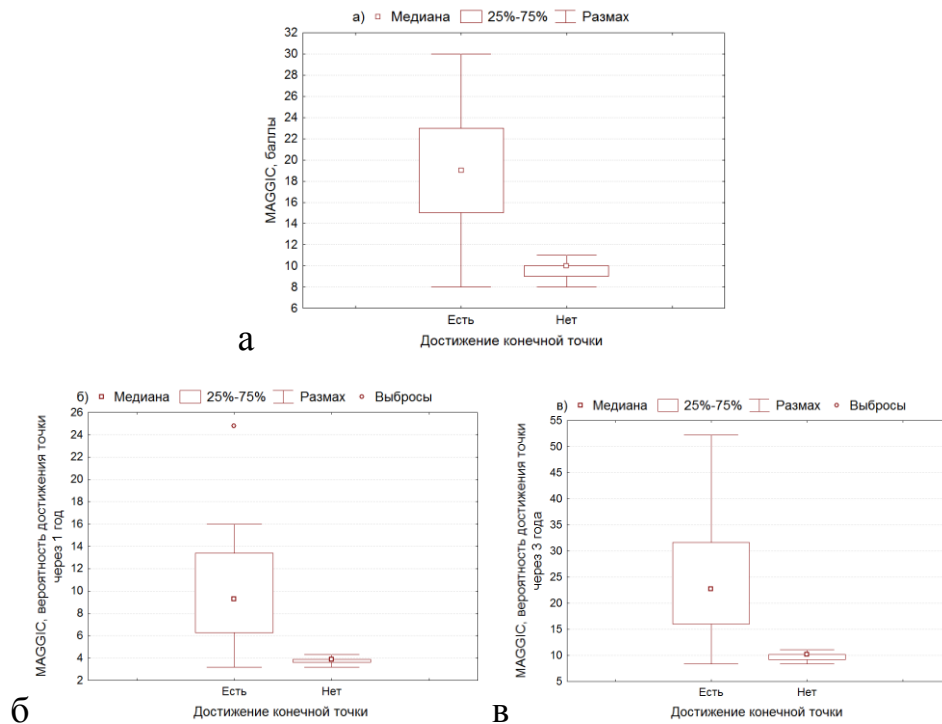 а) Медиана 25%-75% Размах
32
30
28
26
24
22
20
18
16
14
12
10
8
6
MAGGIC, баллы
Есть Нет
Достижение конечной точки
а
б) Медиана 25%-75% Размах Выбросы
26
24
22
20
18
16
14
12
10
8
6
4
2
MAGGIC, вероятность достижения точки
через 1 год
Есть Нет
Достижение конечной точки
б
в) Медиана 25%-75% Размах Выбросы
55
50
45
40
35
30
25
20
15
10
5
MAGGIC, вероятность достижения точки
через 3 года
Есть Нет
Достижение конечной точки
в